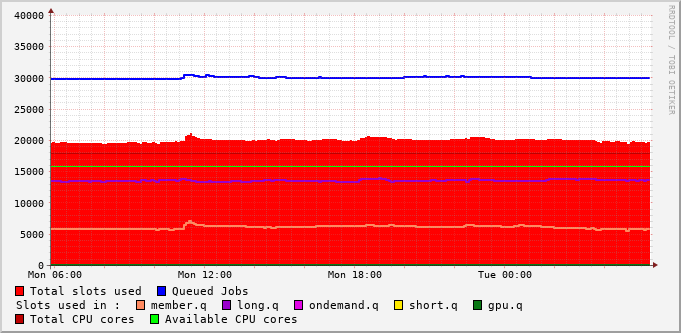 40000
35000
30000
25000
20000
15000
10000
5000
0
Mon 06:00 Mon 12:00 Mon 18:00 Tue 00:00
Total slots used Queued Jobs
Slots used in : member.q long.q ondemand.q short.q gpu.q
Total CPU cores Available CPU cores
RRDTOOL / TOBI OETIKER